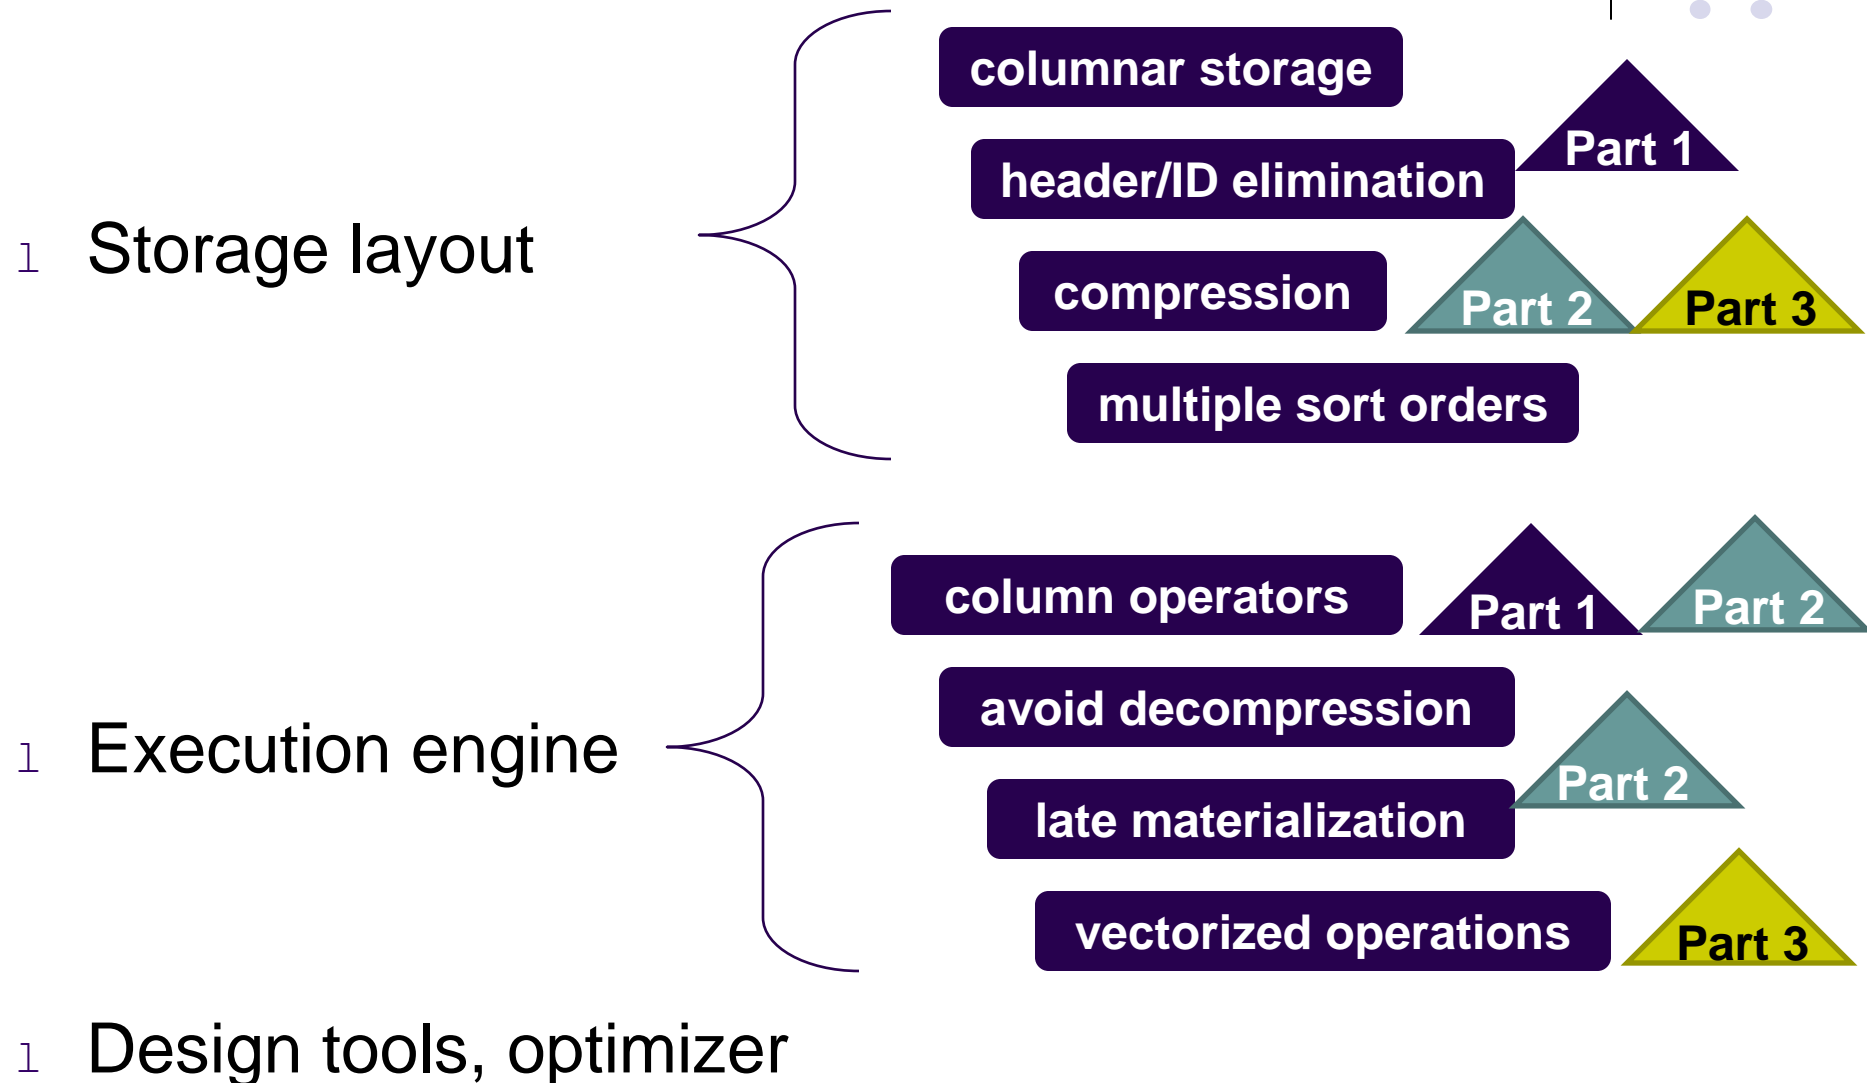 columnar storage
Part 1
header/ID elimination
l Storage layout
compression
Part 2
Part 3
multiple sort orders
column operators
Part 1
Part 2
avoid decompression
l Execution engine
Part 2
late materialization
vectorized operations
Part 3
l Design tools, optimizer